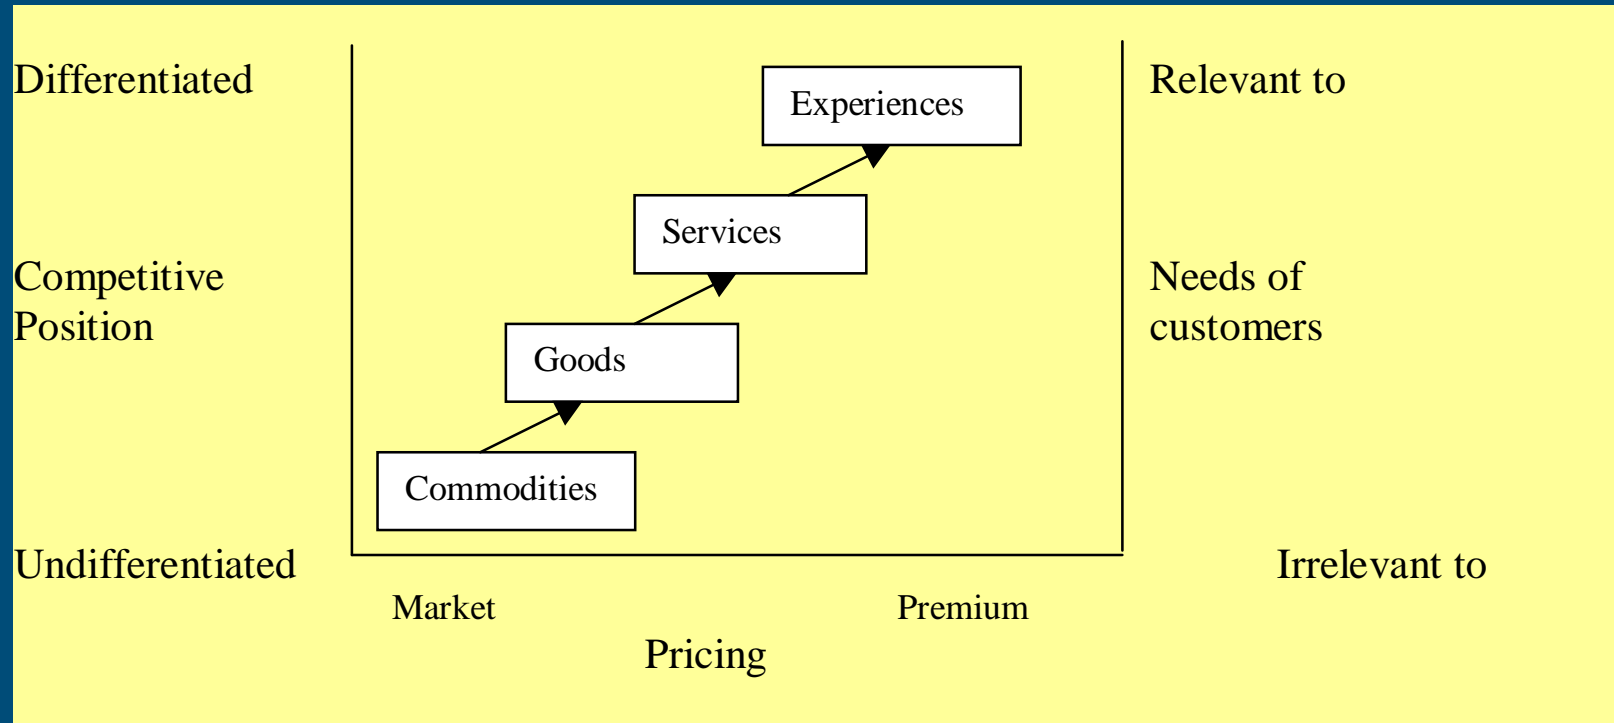 Differentiated
Experiences
Relevant to
Services
Competitive
Position
Needs of
customers
Goods
Commodities
Undifferentiated
Irrelevant to
Market
Premium
Pricing